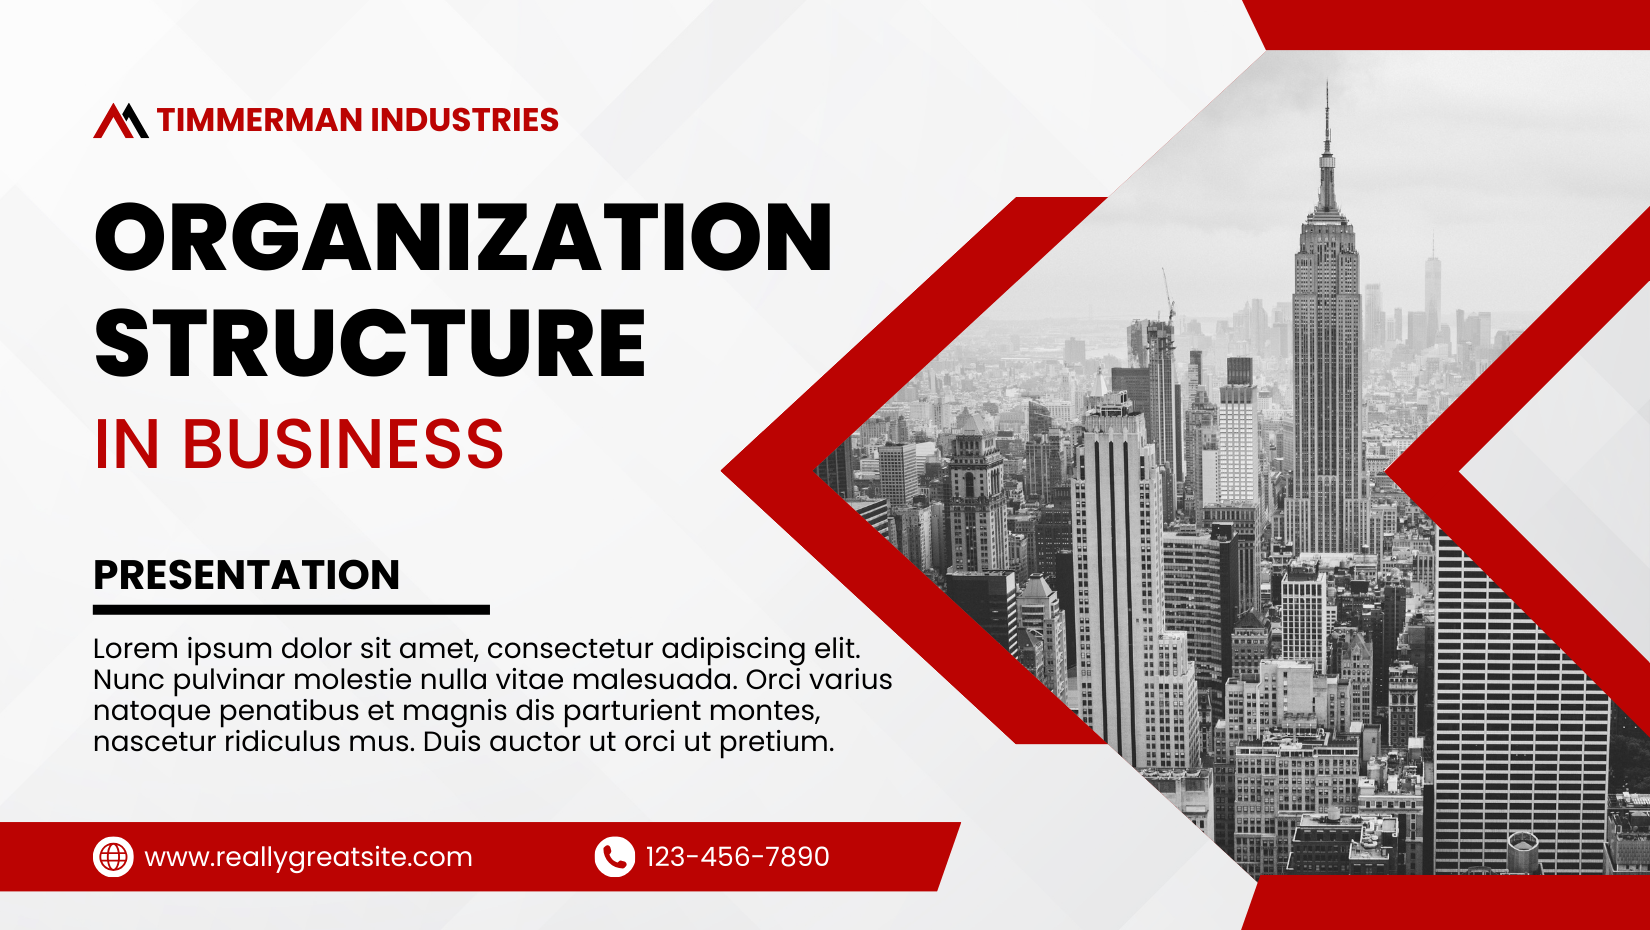 TIMMERMAN INDUSTRIES
ORGANIZATION
STRUCTURE
IN BUSINESS
PRESENTATION
Lorem ipsum dolor sit amet, consectetur adipiscing elit.
Nunc pulvinar molestie nulla vitae malesuada. Orci varius
natoque penatibus et magnis dis parturient montes,
nascetur ridiculus mus. Duis auctor ut orci ut pretium.
www.reallygreatsite.com
123-456-7890